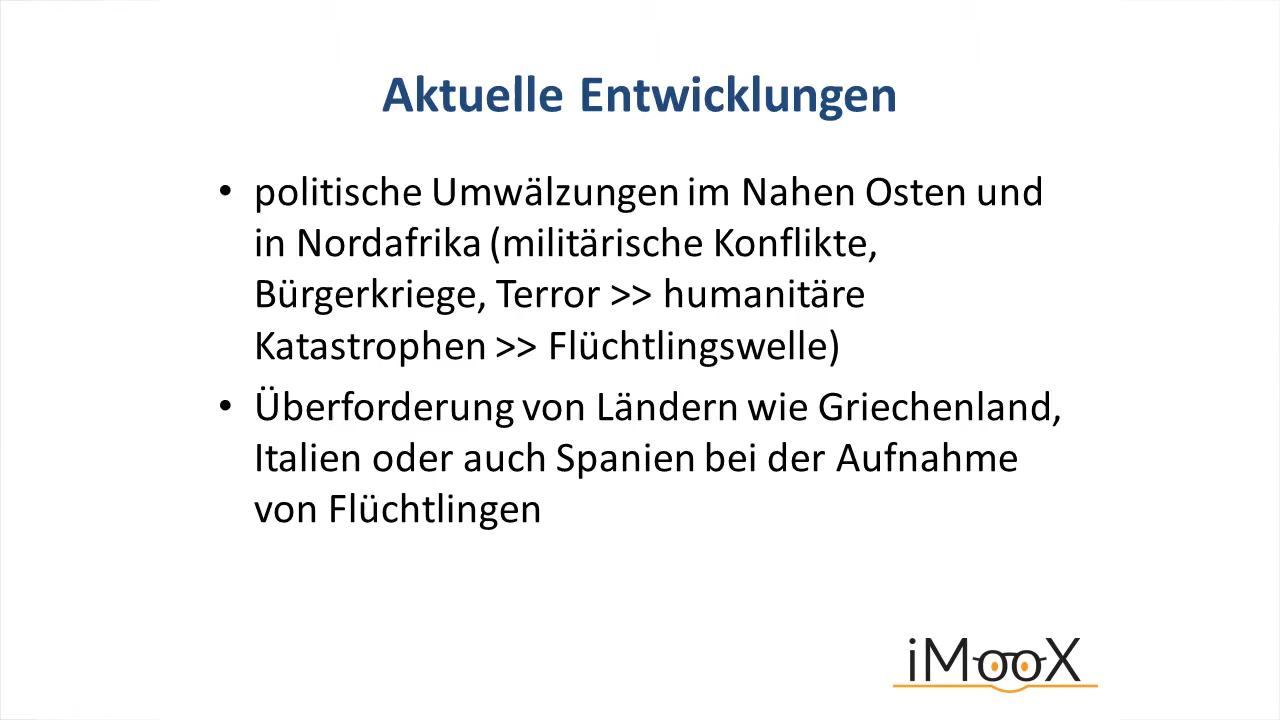 Aktuelle Entwicklungen
• politische Umwälzungen im Nahen Osten und
in Nordafrika (militärische Konflikte,
Bürgerkriege, Terror >> humanitäre
Katastrophen >> Flüchtlingswelle)
• Überforderung von Ländern wie Griechenland,
Italien oder auch Spanien bei der Aufnahme
von Flüchtlingen
iMooX